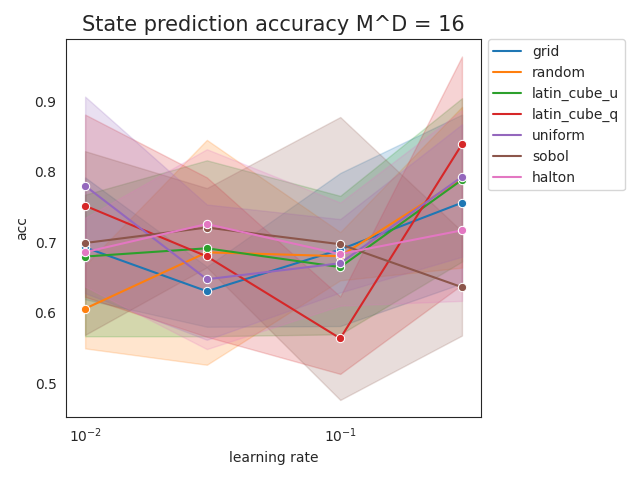 State prediction accuracy M^D = 16
grid
random
latin_cube_u
latin_cube_q
uniform
sobol
halton
acc
0.9
0.8
0.7
0.6
0.5
10⁻²
10⁻¹
learning rate